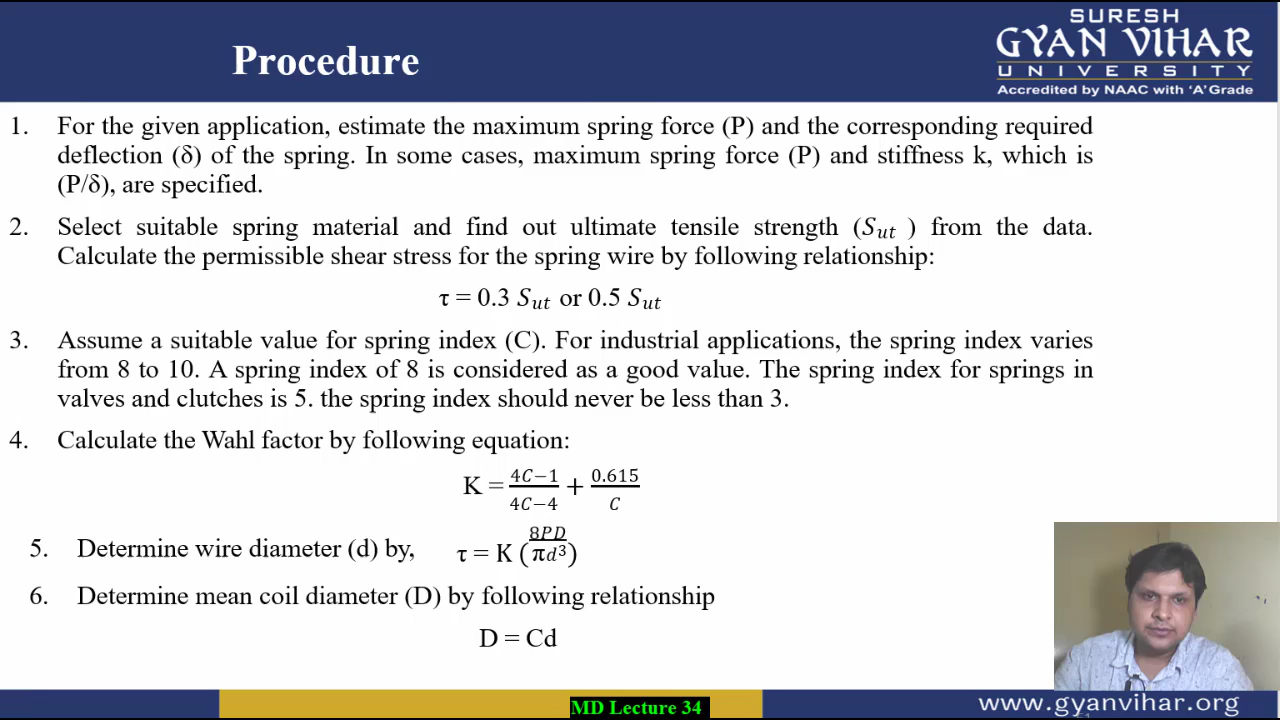 SURESH
GYAN VIHAR
UNIVERSITY
Accredited by NAAC with 'A' Grade
Procedure
1. For the given application, estimate the maximum spring force (P) and the corresponding required
deflection (δ) of the spring. In some cases, maximum spring force (P) and stiffness k, which is
(P/δ), are specified.
2. Select suitable spring material and find out ultimate tensile strength (S_ut ) from the data.
Calculate the permissible shear stress for the spring wire by following relationship:
τ = 0.3 S_ut or 0.5 S_ut
3. Assume a suitable value for spring index (C). For industrial applications, the spring index varies
from 8 to 10. A spring index of 8 is considered as a good value. The spring index for springs in
valves and clutches is 5. the spring index should never be less than 3.
4. Calculate the Wahl factor by following equation:
K = \frac{4C−1}{4C−4} + \frac{0.615}{C}
5. Determine wire diameter (d) by, τ = K (\frac{8PD}{πd³})
6. Determine mean coil diameter (D) by following relationship
D = Cd
MD Lecture 34
www.gyanvihar.org